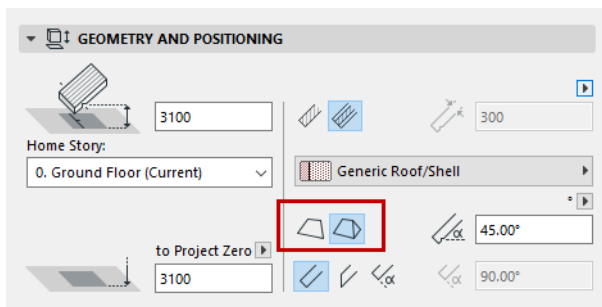 GEOMETRY AND POSITIONING
3100
300
Home Story:
0. Ground Floor (Current)
Generic Roof/Shell
°
α
45.00°
to Project Zero
3100
α
α
90.00°